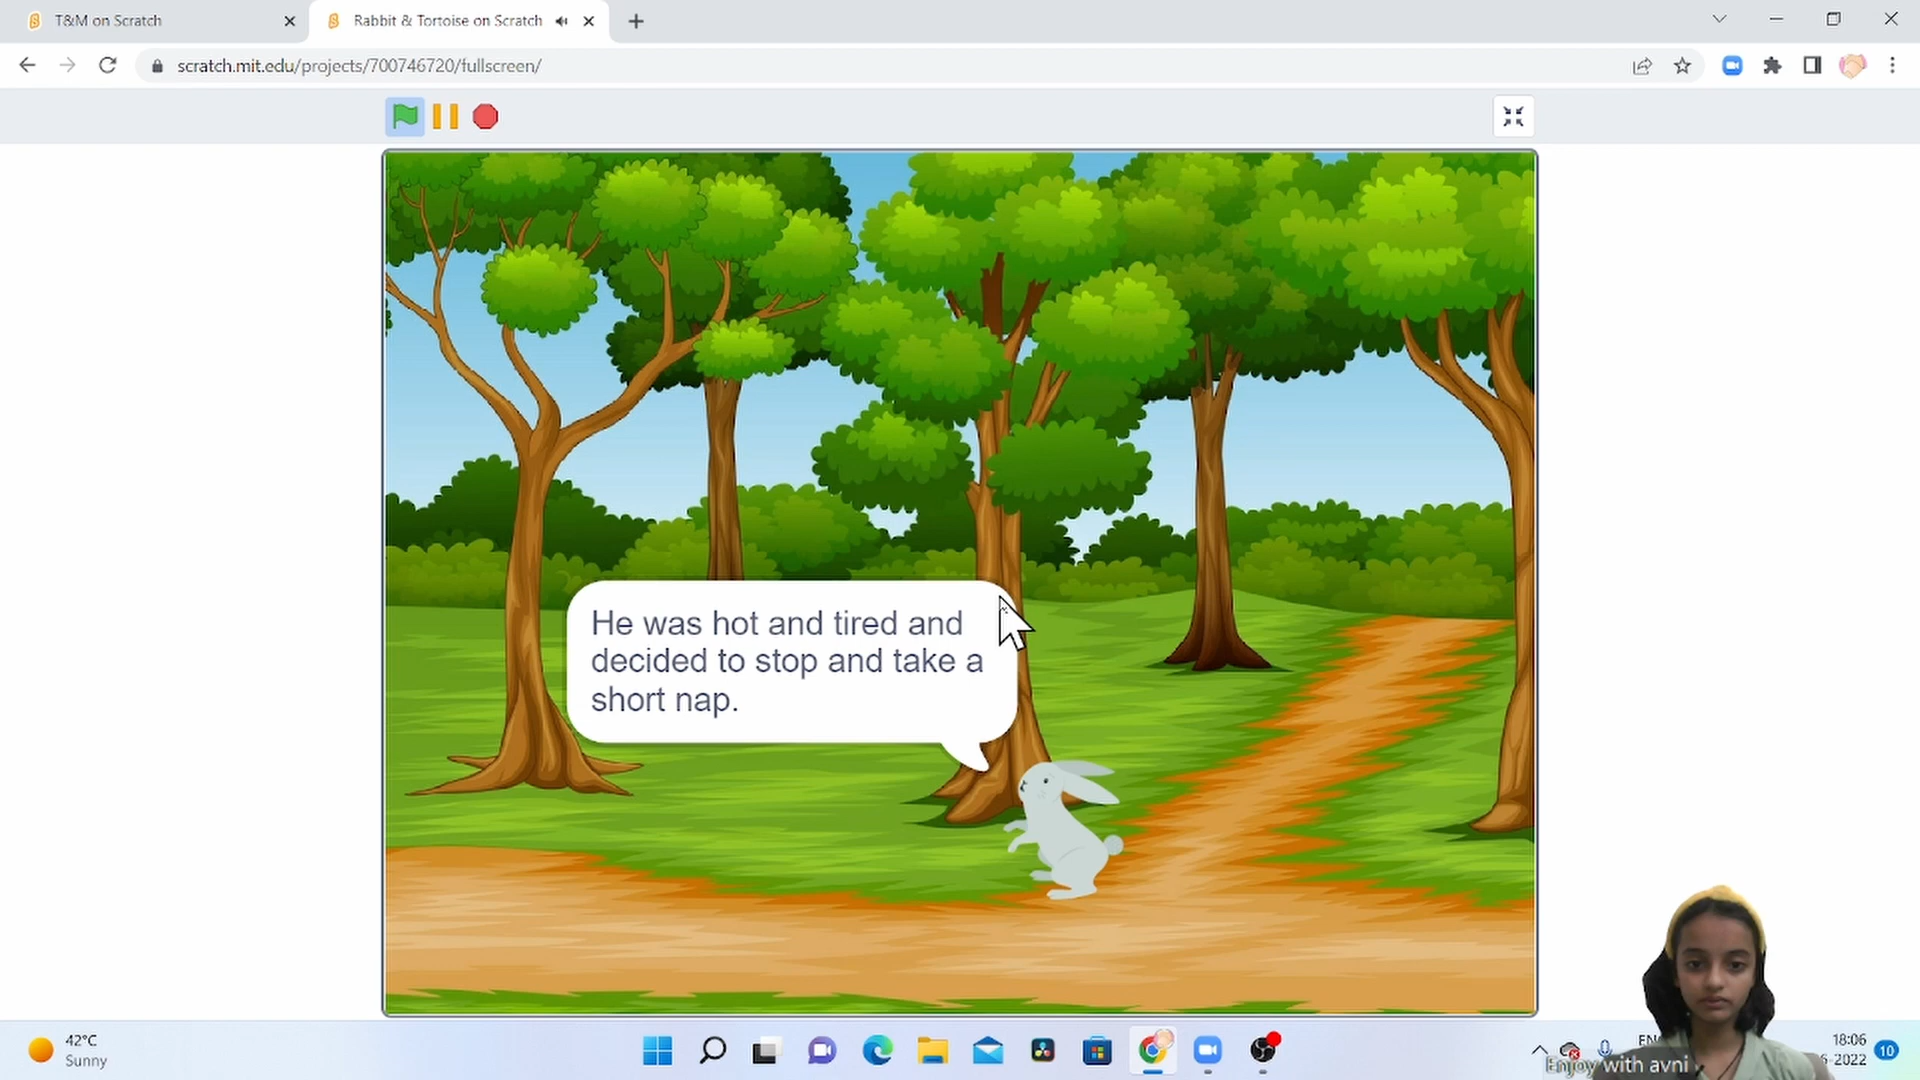 T&M on Scratch
Rabbit & Tortoise on Scratch
scratch.mit.edu/projects/700746720/fullscreen/
He was hot and tired and
decided to stop and take a
short nap.
42°C
Sunny
18:06
-2022
10
Enjoy with avni